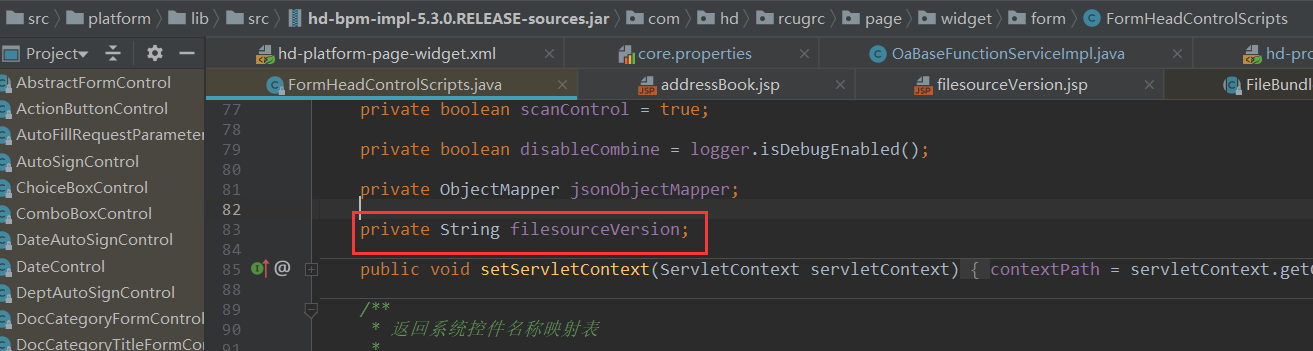 src platform lib src hd-bpm-impl-5.3.0.RELEASE-sources.jar com hd rcugrc page widget form FormHeadControlScripts
Project hd-platform-page-widget.xml core.properties OaBaseFunctionServiceImpl.java hd-pro
FormHeadControlScripts.java addressBook.jsp filesourceVersion.jsp FileBundl
AbstractFormControl
ActionButtonControl
AutoFillRequestParameter
AutoSignControl
ChoiceBoxControl
ComboBoxControl
DateAutoSignControl
DateControl
DeptAutoSignControl
DocCategoryFormControl
DocCategoryTitleFormCo
77 private boolean scanControl = true;
78
79 private boolean disableCombine = logger.isDebugEnabled();
80
81 private ObjectMapper jsonObjectMapper;
82
83 private String filesourceVersion;
84
85 @ public void setServletContext(ServletContext servletContext) { contextPath = servletContext.getC
88
89 /**
90 * 返回系统控件名称映射表
91 *